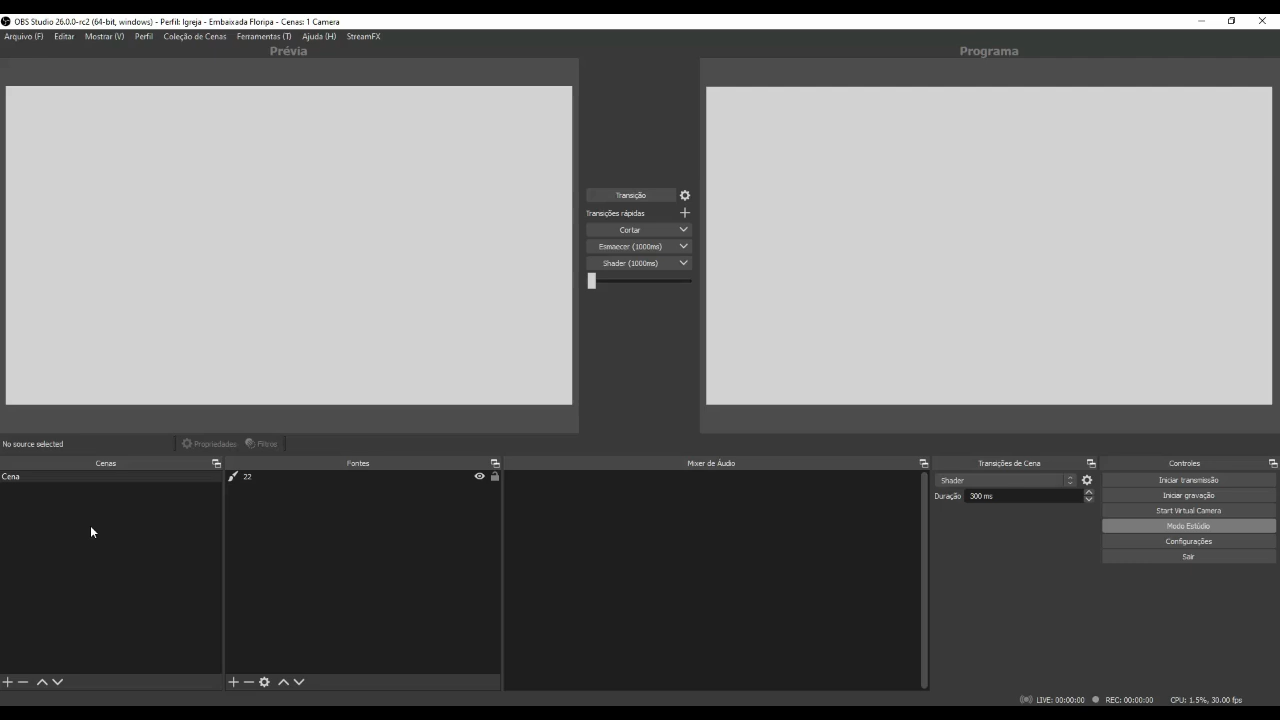 OBS Studio 26.0.0-rc2 (64-bit, windows) - Perfil: Igreja - Embaixada Floripa - Cenas: 1 Camera
Arquivo (F) Editar Mostrar (V) Perfil Coleção de Cenas Ferramentas (T) Ajuda (H) StreamFX
Prévia Programa
Transição
Transições rápidas
Cortar
Esmaecer (1000ms)
Shader (1000ms)
No source selected Propriedades Filtros
Cenas Fontes Mixer de Áudio Transições de Cena Controles
Cena 22 Shader Iniciar transmissão
Duração 300 ms Iniciar gravação
Start Virtual Camera
Modo Estúdio
Configurações
Sair
LIVE: 00:00:00 REC: 00:00:00 CPU: 1.5%, 30.00 fps